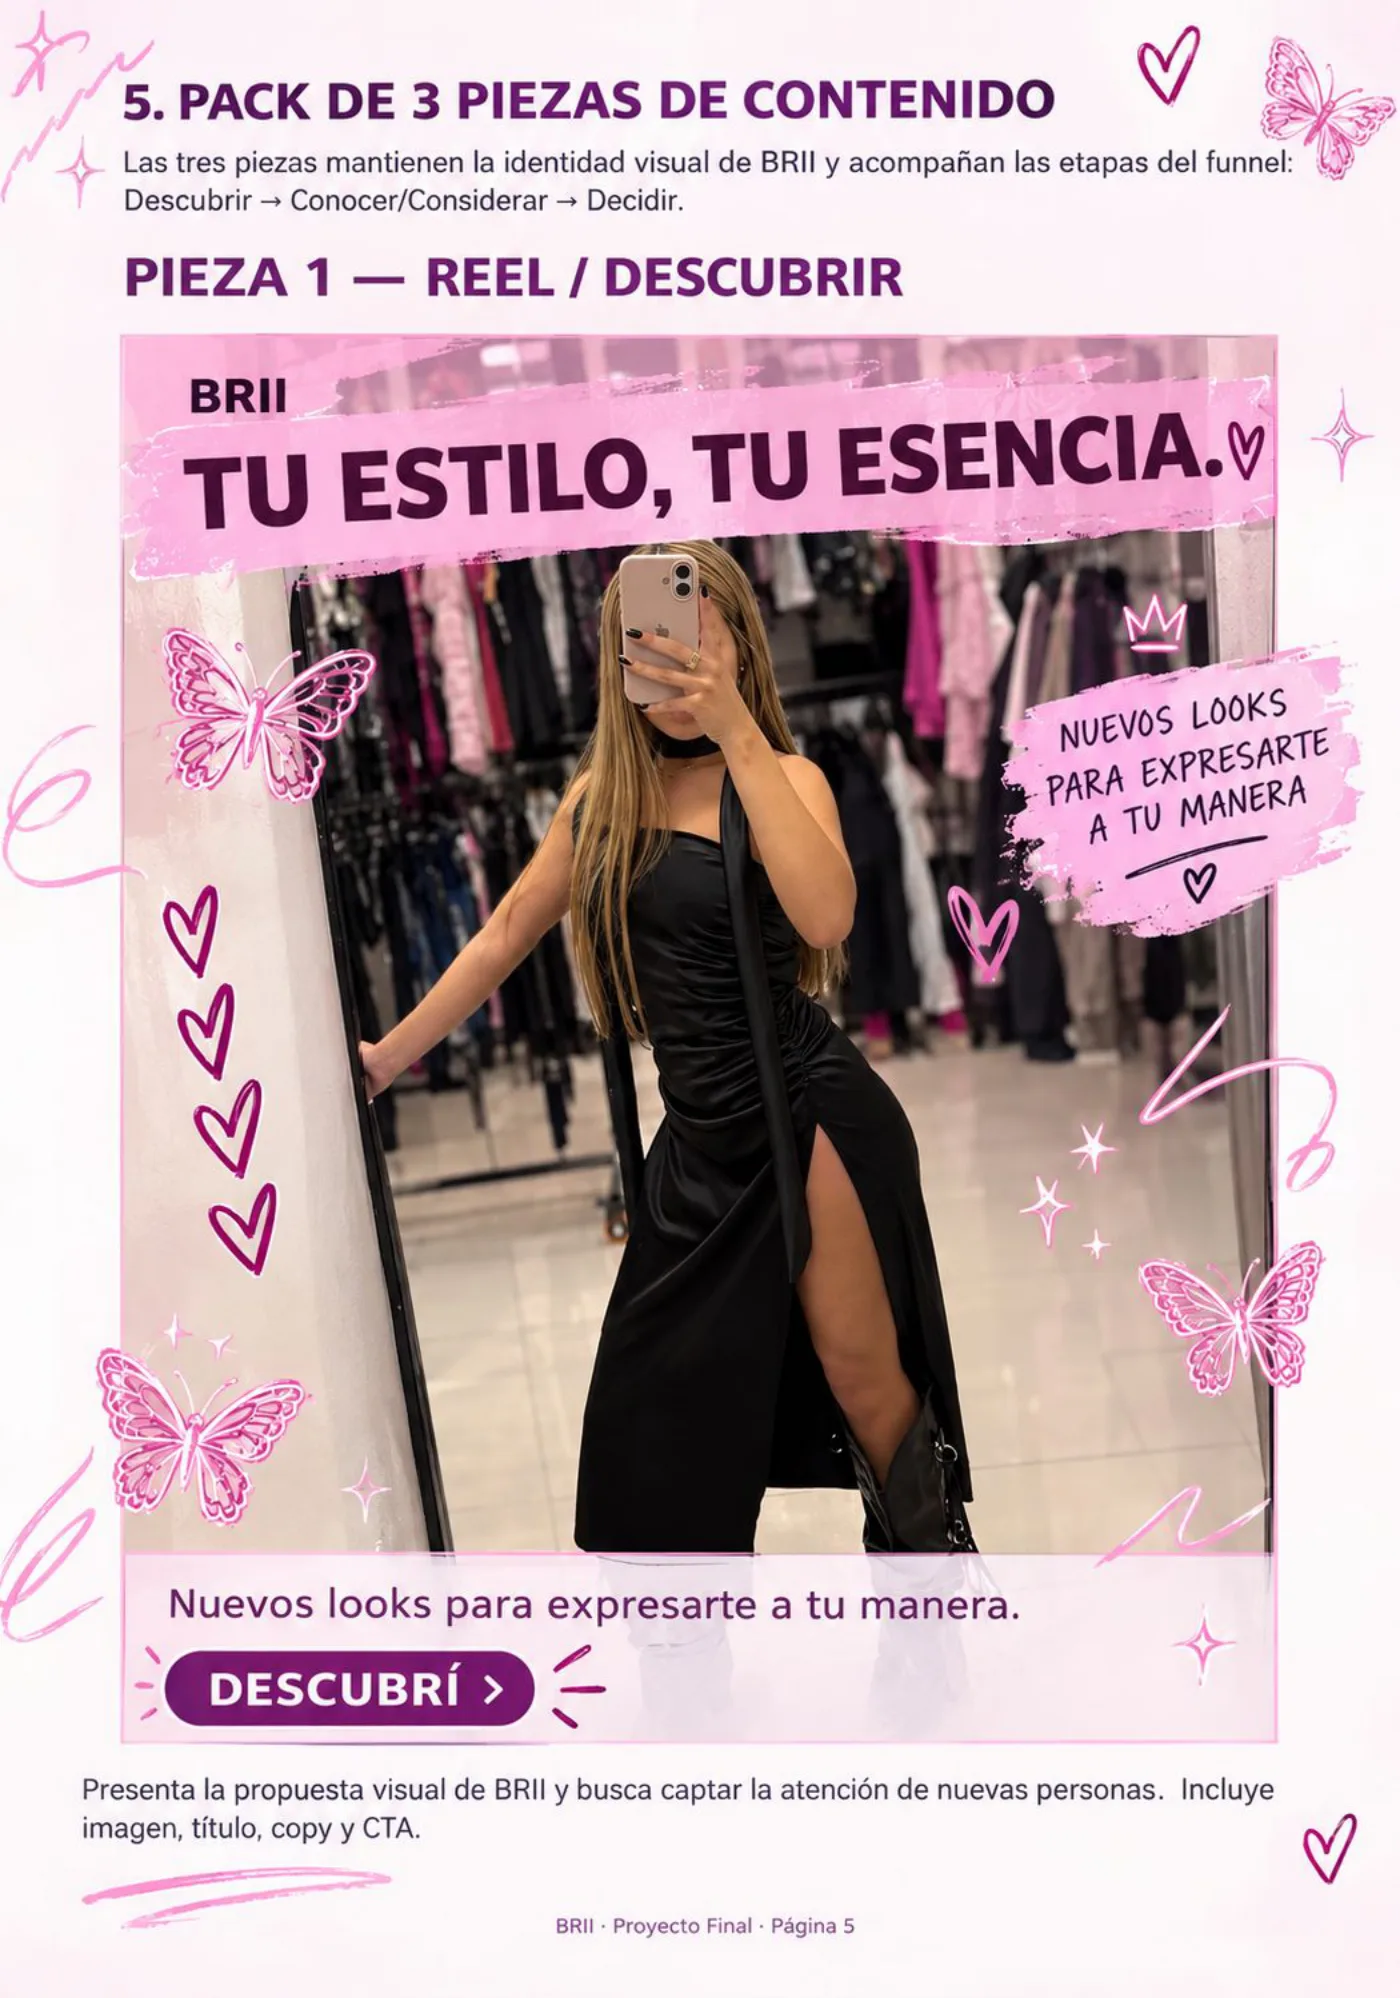 5. PACK DE 3 PIEZAS DE CONTENIDO
Las tres piezas mantienen la identidad visual de BRII y acompañan las etapas del funnel:
Descubrir → Conocer/Considerar → Decidir.
PIEZA 1 — REEL / DESCUBRIR
BRII
TU ESTILO, TU ESENCIA.
NUEVOS LOOKS
PARA EXPRESARTE
A TU MANERA
Nuevos looks para expresarte a tu manera.
DESCUBRÍ >
Presenta la propuesta visual de BRII y busca captar la atención de nuevas personas. Incluye
imagen, título, copy y CTA.
BRII · Proyecto Final · Página 5